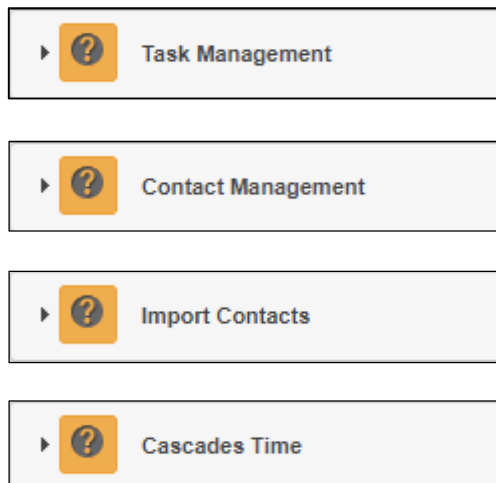 Task Management
Contact Management
Import Contacts
Cascades Time